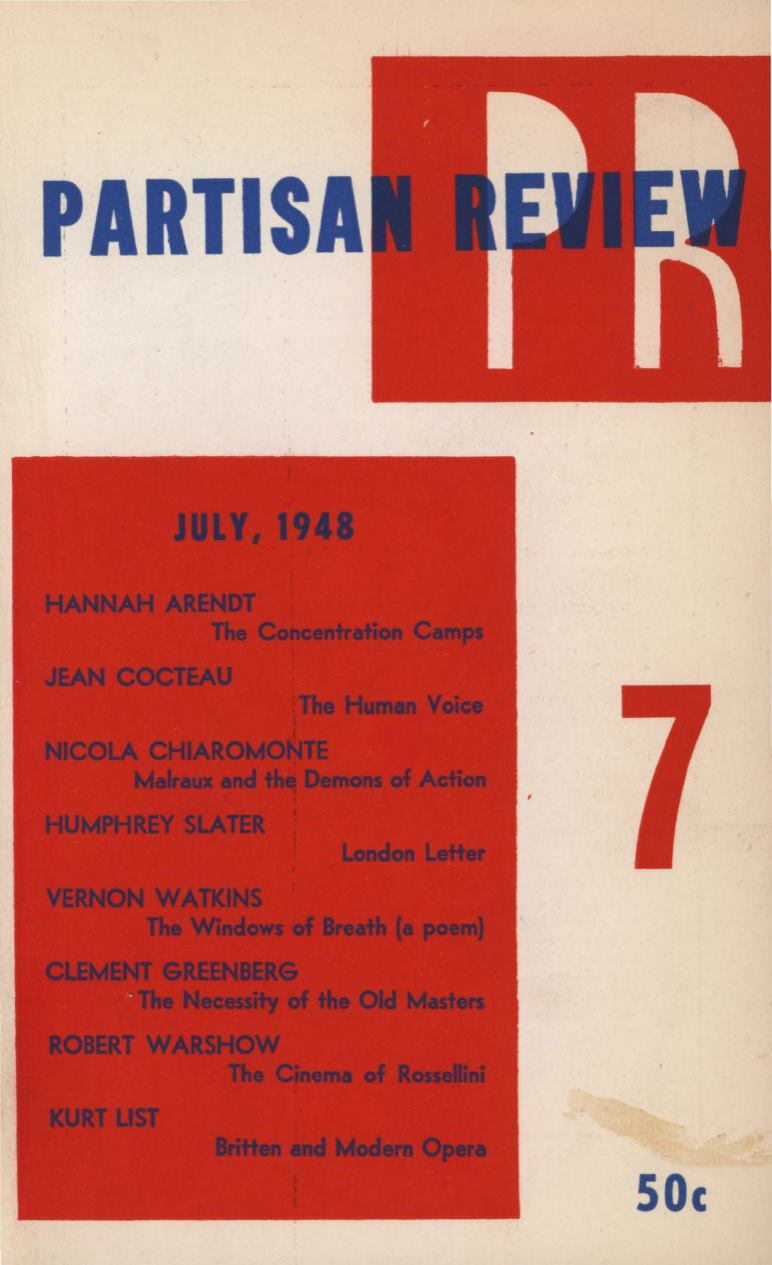 PR
PARTISAN REVIEW
JULY, 1948
HANNAH ARENDT
The Concentration Camps
JEAN COCTEAU
The Human Voice
NICOLA CHIAROMONTE
Malraux and the Demons of Action
HUMPHREY SLATER
London Letter
VERNON WATKINS
The Windows of Breath (a poem)
CLEMENT GREENBERG
The Necessity of the Old Masters
ROBERT WARSHOW
The Cinema of Rossellini
KURT LIST
Britten and Modern Opera
7
50c